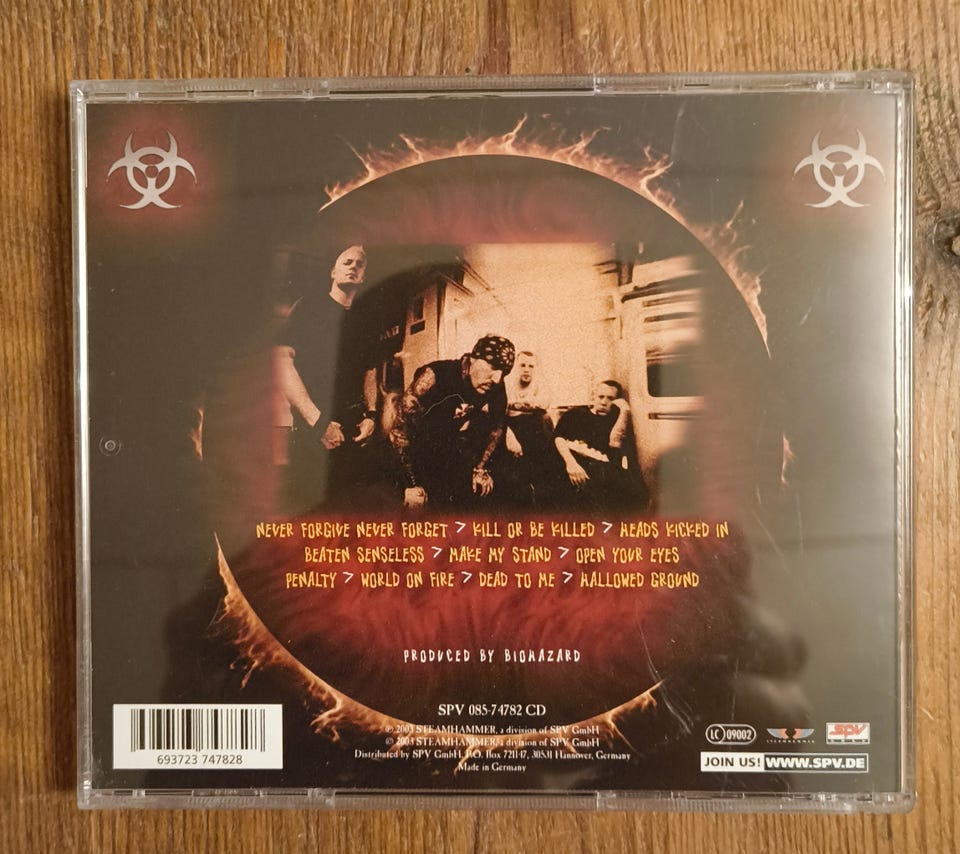 NEVER FORGIVE NEVER FORGET > KILL OR BE KILLED > HEADS KICKED IN
BEATEN SENSELESS > MAKE MY STAND > OPEN YOUR EYES
PENALTY > WORLD ON FIRE > DEAD TO ME > HALLOWED GROUND
PRODUCED BY BIOHAZARD
SPV 085-74782 CD
℗ 2003 STEAMHAMMER, a division of SPV GmbH
© 2003 STEAMHAMMER, a division of SPV GmbH
Distributed by SPV GmbH, P.O. Box 721147, 30531 Hannover, Germany
Made in Germany
693723 747828
LC 09002
STEAMHAMMER
SPV
JOIN US! WWW.SPV.DE